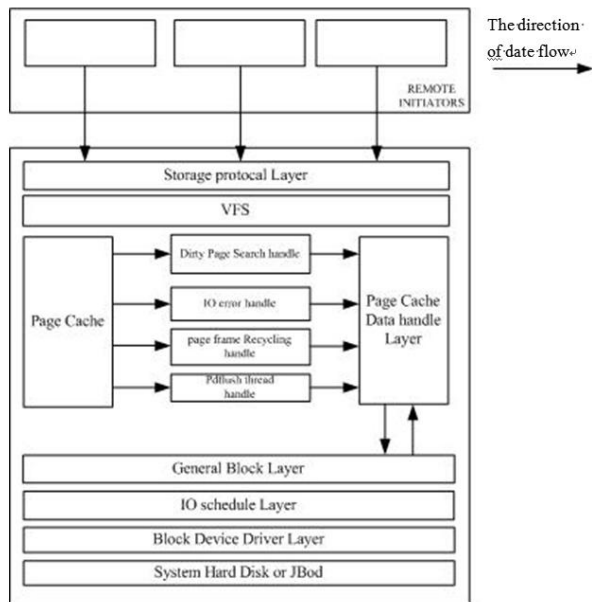 The direction
of date flow
REMOTE
INITIATORS
Storage protocal Layer
VFS
Page Cache
Dirty Page Search handle
IO error handle
page frame Recycling
handle
Pdflush thread
handle
Page Cache
Data handle
Layer
General Block Layer
IO schedule Layer
Block Device Driver Layer
System Hard Disk or JBod